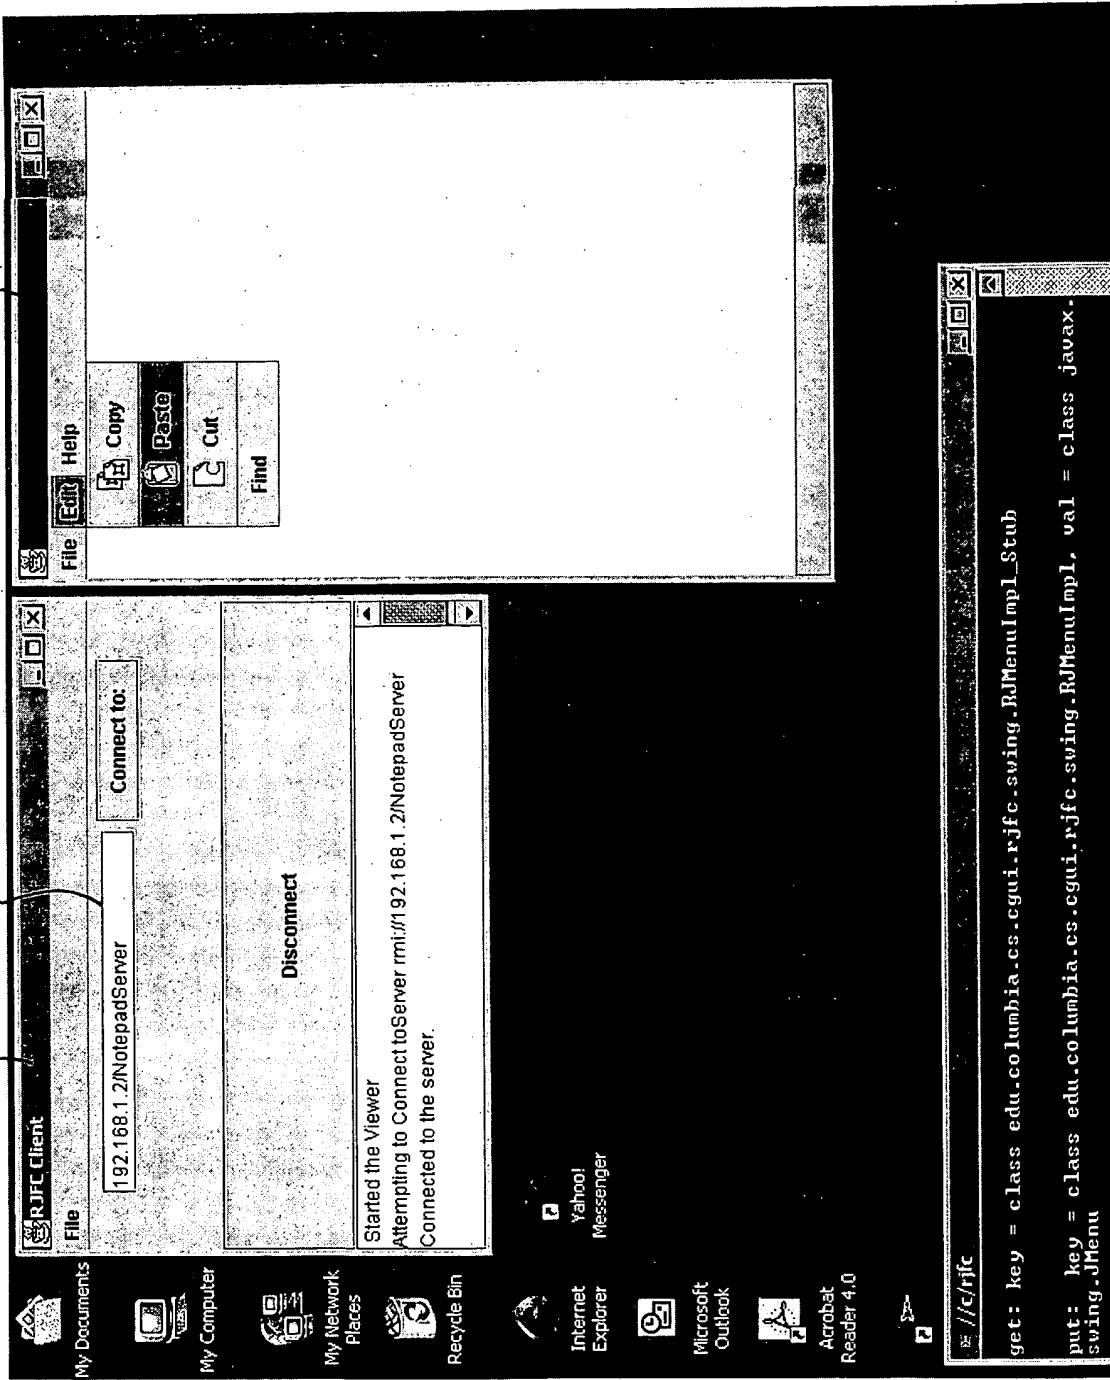 RJFC Client
File
192.168.1.2/NotepadServer
Connect to:
Disconnect
Started the Viewer
Attempting to Connect toServer rmi://192.168.1.2/NotepadServer
Connected to the server.
File Edit Help
Copy
Paste
Cut
Find
My Documents
My Computer
My Network
Places
Recycle Bin
Internet
Explorer
Yahoo!
Messenger
Microsoft
Outlook
Acrobat
Reader 4.0
//c/rjfc
get: key = class edu.columbia.cs.cgui.rjfc.swing.RJMenuImpl_Stub
put: key = class edu.columbia.cs.cgui.rjfc.swing.RJMenuImpl, val = class javax.
swing.JMenu